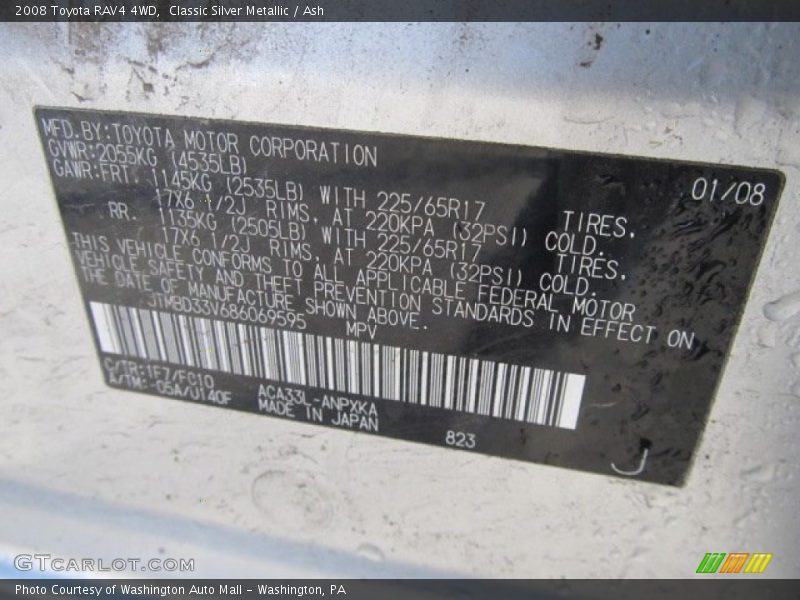 2008 Toyota RAV4 4WD, Classic Silver Metallic / Ash
MFD.BY:TOYOTA MOTOR CORPORATION 01/08
GVWR:2055KG (4535LB)
GAWR:FRT. 1145KG (2535LB) WITH 225/65R17 TIRES,
17X6 1/2J RIMS, AT 220KPA (32PSI) COLD.
RR. 1135KG (2505LB) WITH 225/65R17 TIRES,
17X6 1/2J RIMS, AT 220KPA (32PSI) COLD.
THIS VEHICLE CONFORMS TO ALL APPLICABLE FEDERAL MOTOR
VEHICLE SAFETY AND THEFT PREVENTION STANDARDS IN EFFECT ON
THE DATE OF MANUFACTURE SHOWN ABOVE.
JTMBD33V686069595 MPV
C/TR:1F7/FC10
A/TM:-05A/U140F
ACA33L-ANPXKA
MADE IN JAPAN
823
J
GTCARLOT.COM
Photo Courtesy of Washington Auto Mall - Washington, PA